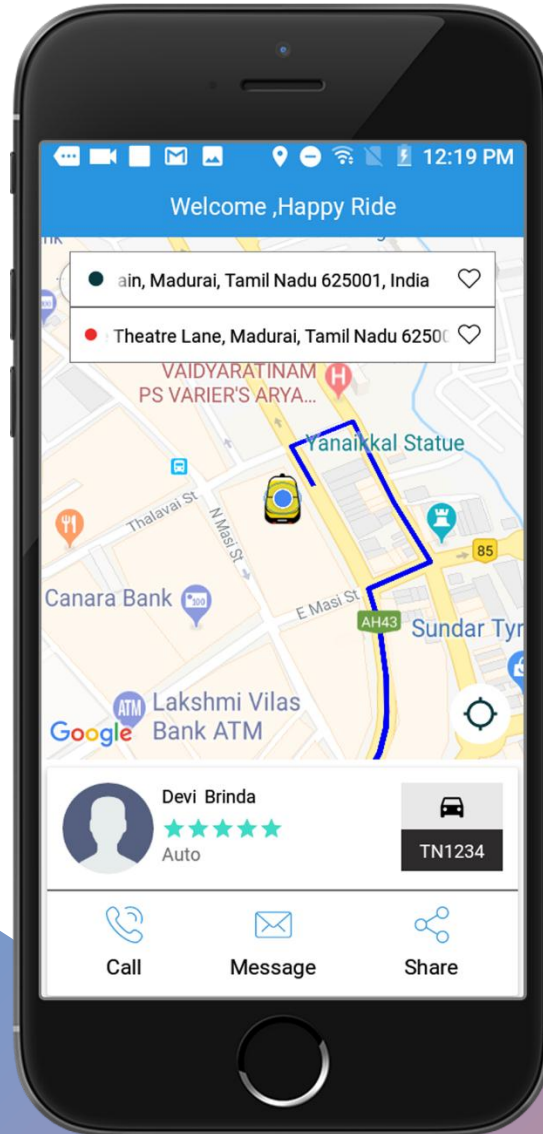 12:19 PM
Welcome ,Happy Ride
ain, Madurai, Tamil Nadu 625001, India
Theatre Lane, Madurai, Tamil Nadu 6250
VAIDYARATINAM
PS VARIER'S ARYA...
H
Yanaikkal Statue
Thalavai St
N Masi St
85
Canara Bank
E Masi St
AH43
Sundar Tyr
ATM
Lakshmi Vilas
Bank ATM
Google
Devi Brinda
Auto
TN1234
Call
Message
Share